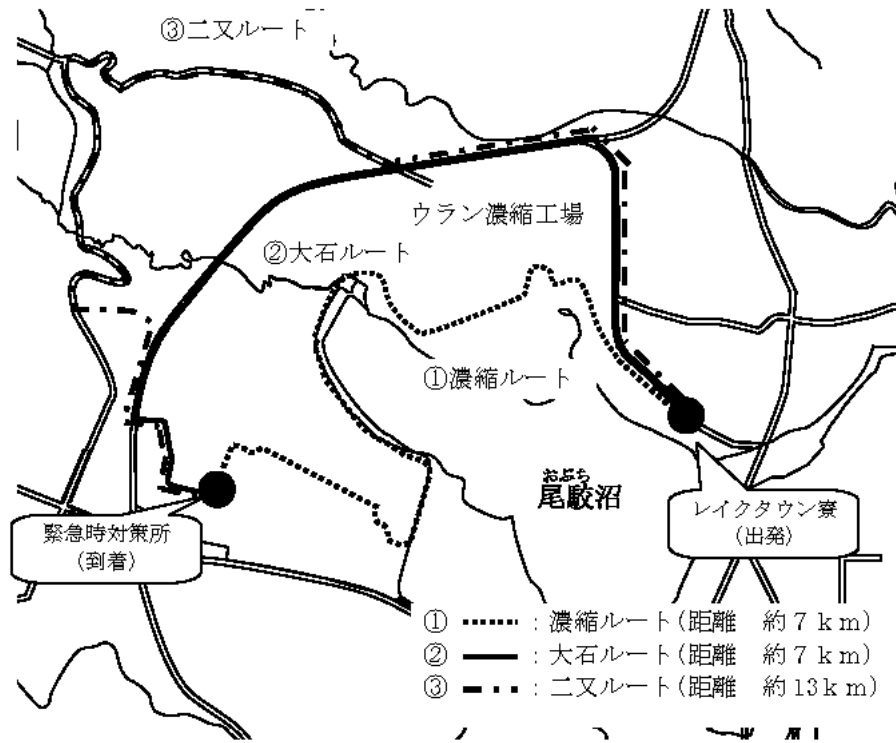 ③二又ルート
ウラン濃縮工場
②大石ルート
①濃縮ルート
おぶち
尾駮沼
レイクタウン寮
(出発)
緊急時対策所
(到着)
① : 濃縮ルート(距離 約7km)
② : 大石ルート(距離 約7km)
③ : 二又ルート(距離 約13km)